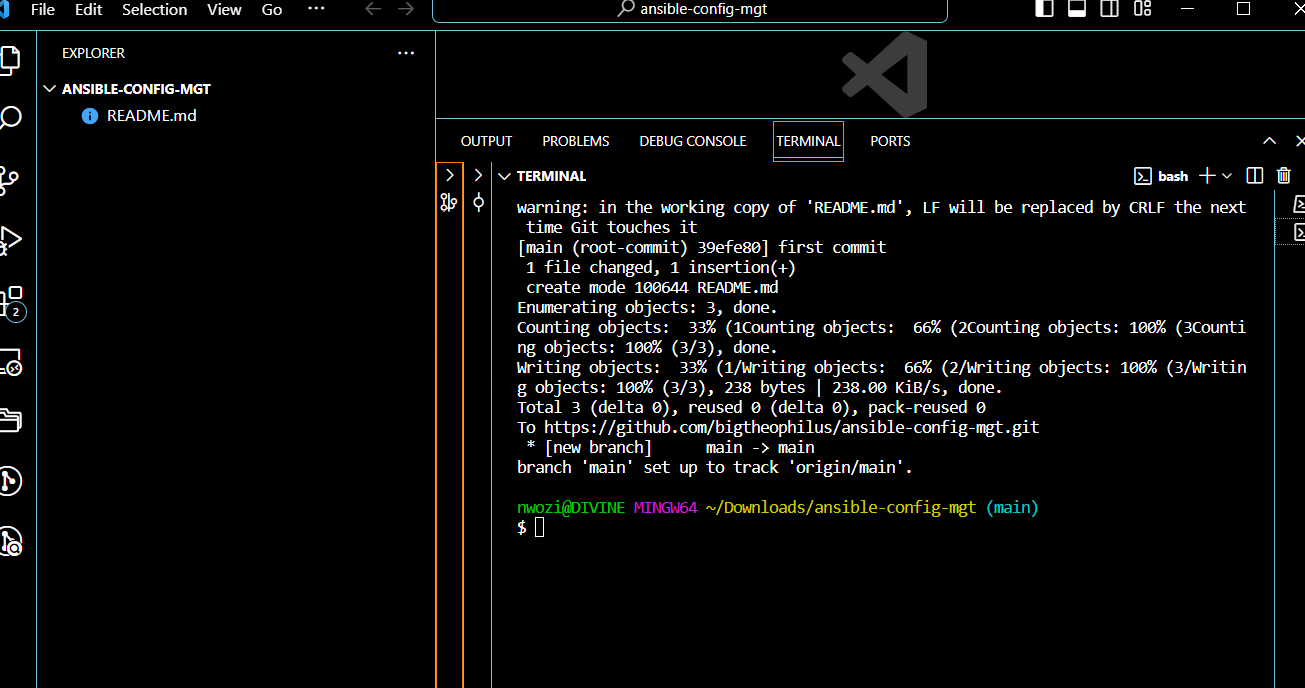 File Edit Selection View Go ···
ansible-config-mgt
EXPLORER ···
ANSIBLE-CONFIG-MGT
README.md
2
OUTPUT PROBLEMS DEBUG CONSOLE TERMINAL PORTS
TERMINAL
bash
warning: in the working copy of 'README.md', LF will be replaced by CRLF the next
 time Git touches it
[main (root-commit) 39efe80] first commit
 1 file changed, 1 insertion(+)
 create mode 100644 README.md
Enumerating objects: 3, done.
Counting objects:  33% (1Counting objects:  66% (2Counting objects: 100% (3Counti
ng objects: 100% (3/3), done.
Writing objects:  33% (1/Writing objects:  66% (2/Writing objects: 100% (3/Writin
g objects: 100% (3/3), 238 bytes | 238.00 KiB/s, done.
Total 3 (delta 0), reused 0 (delta 0), pack-reused 0
To https://github.com/bigtheophilus/ansible-config-mgt.git
 * [new branch]      main -> main
branch 'main' set up to track 'origin/main'.
nwozi@DIVINE MINGW64 ~/Downloads/ansible-config-mgt (main)
$